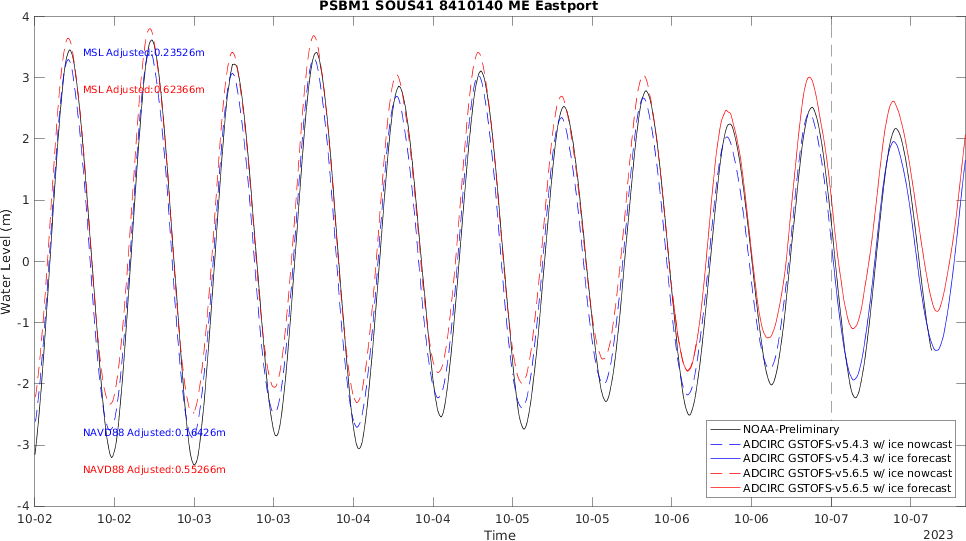 PSBM1 SOUS41 8410140 ME Eastport
4
3
2
1
0
-1
-2
-3
-4
Water Level (m)
MSL Adjusted:0.23526m
MSL Adjusted:0.62366m
NAVD88 Adjusted:0.16426m
NAVD88 Adjusted:0.55266m
NOAA-Preliminary
ADCIRC GSTOFS-v5.4.3 w/ ice nowcast
ADCIRC GSTOFS-v5.4.3 w/ ice forecast
ADCIRC GSTOFS-v5.6.5 w/ ice nowcast
ADCIRC GSTOFS-v5.6.5 w/ ice forecast
10-02 10-02 10-03 10-03 10-04 10-04 10-05 10-05 10-06 10-06 10-07 10-07
Time
2023